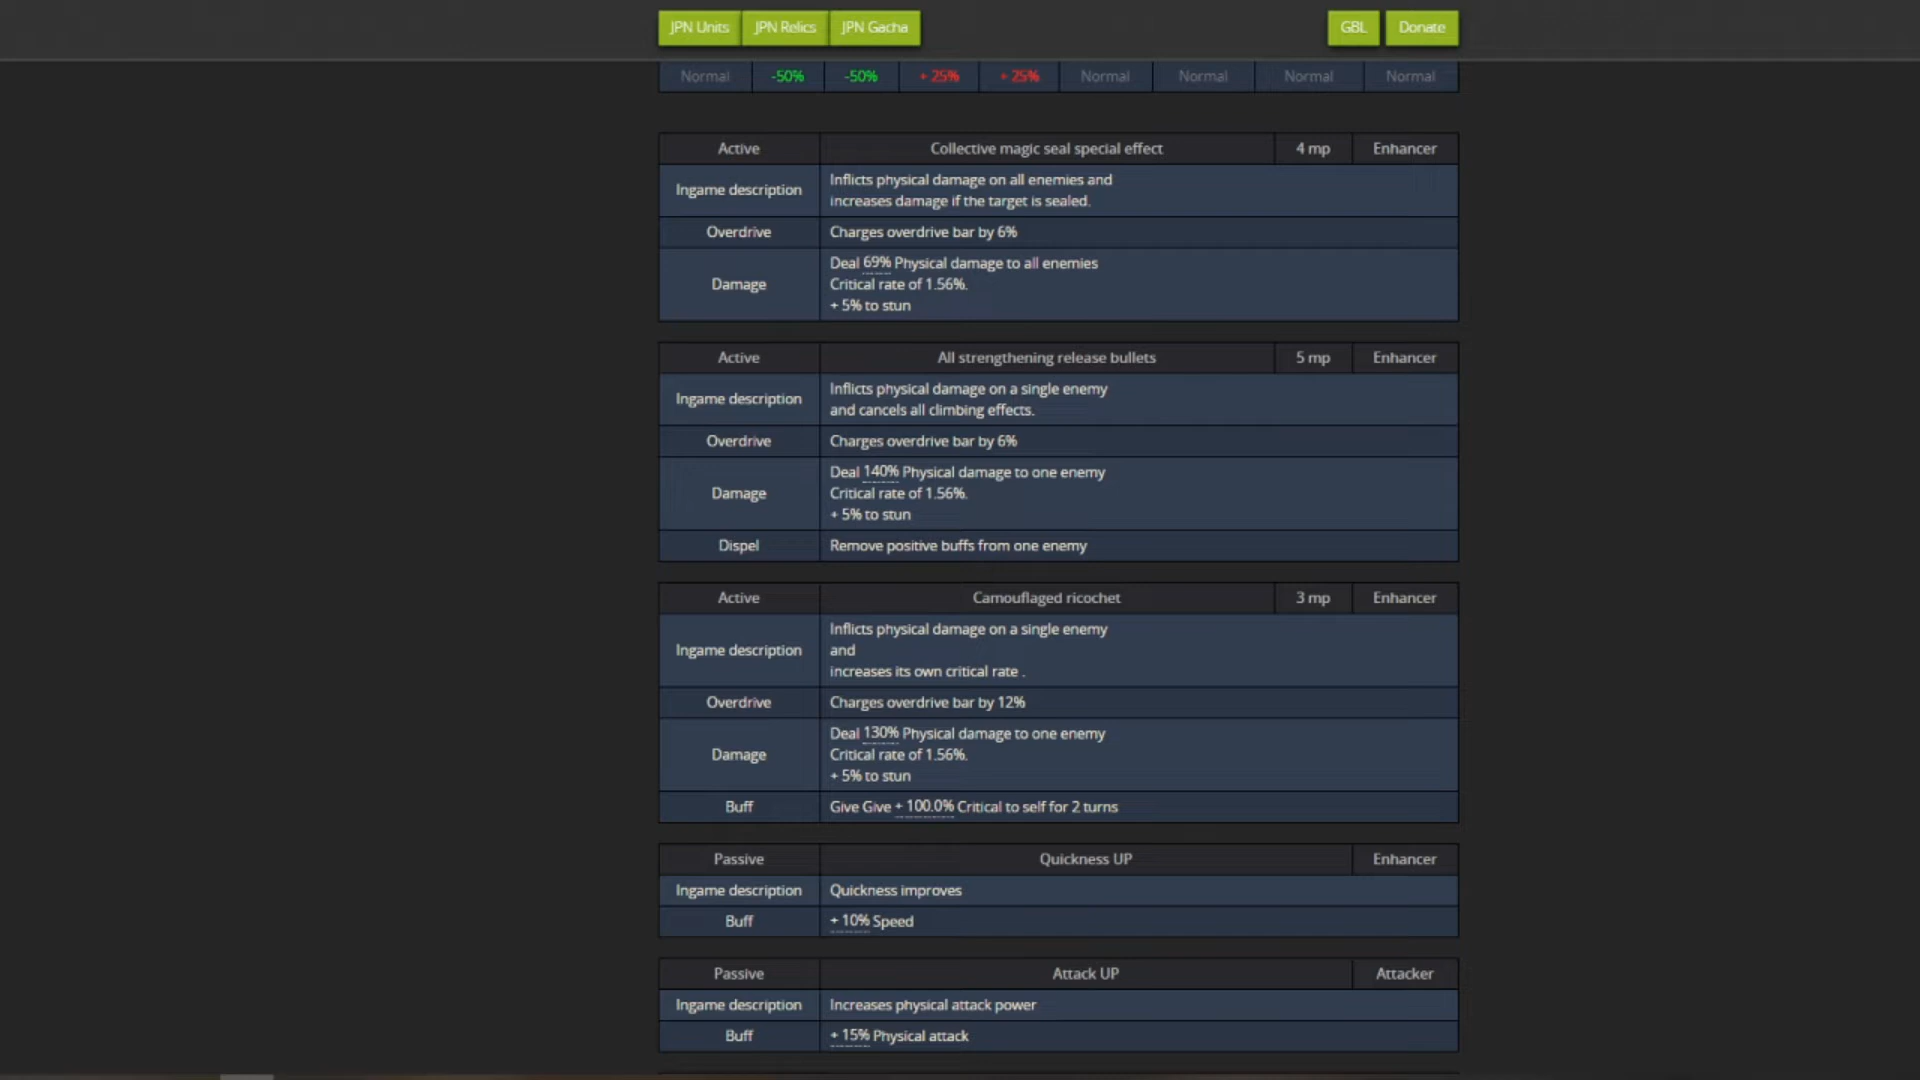 JPN Units JPN Relics JPN Gacha GBL Donate
Normal -50% -50% + 25% + 25% Normal Normal Normal Normal
Active Collective magic seal special effect 4 mp Enhancer
Ingame description Inflicts physical damage on all enemies and
increases damage if the target is sealed.
Overdrive Charges overdrive bar by 6%
Damage Deal 69% Physical damage to all enemies
Critical rate of 1.56%.
+ 5% to stun
Active All strengthening release bullets 5 mp Enhancer
Ingame description Inflicts physical damage on a single enemy
and cancels all climbing effects.
Overdrive Charges overdrive bar by 6%
Damage Deal 140% Physical damage to one enemy
Critical rate of 1.56%.
+ 5% to stun
Dispel Remove positive buffs from one enemy
Active Camouflaged ricochet 3 mp Enhancer
Ingame description Inflicts physical damage on a single enemy
and
increases its own critical rate .
Overdrive Charges overdrive bar by 12%
Damage Deal 130% Physical damage to one enemy
Critical rate of 1.56%.
+ 5% to stun
Buff Give Give + 100.0% Critical to self for 2 turns
Passive Quickness UP Enhancer
Ingame description Quickness improves
Buff + 10% Speed
Passive Attack UP Attacker
Ingame description Increases physical attack power
Buff + 15% Physical attack